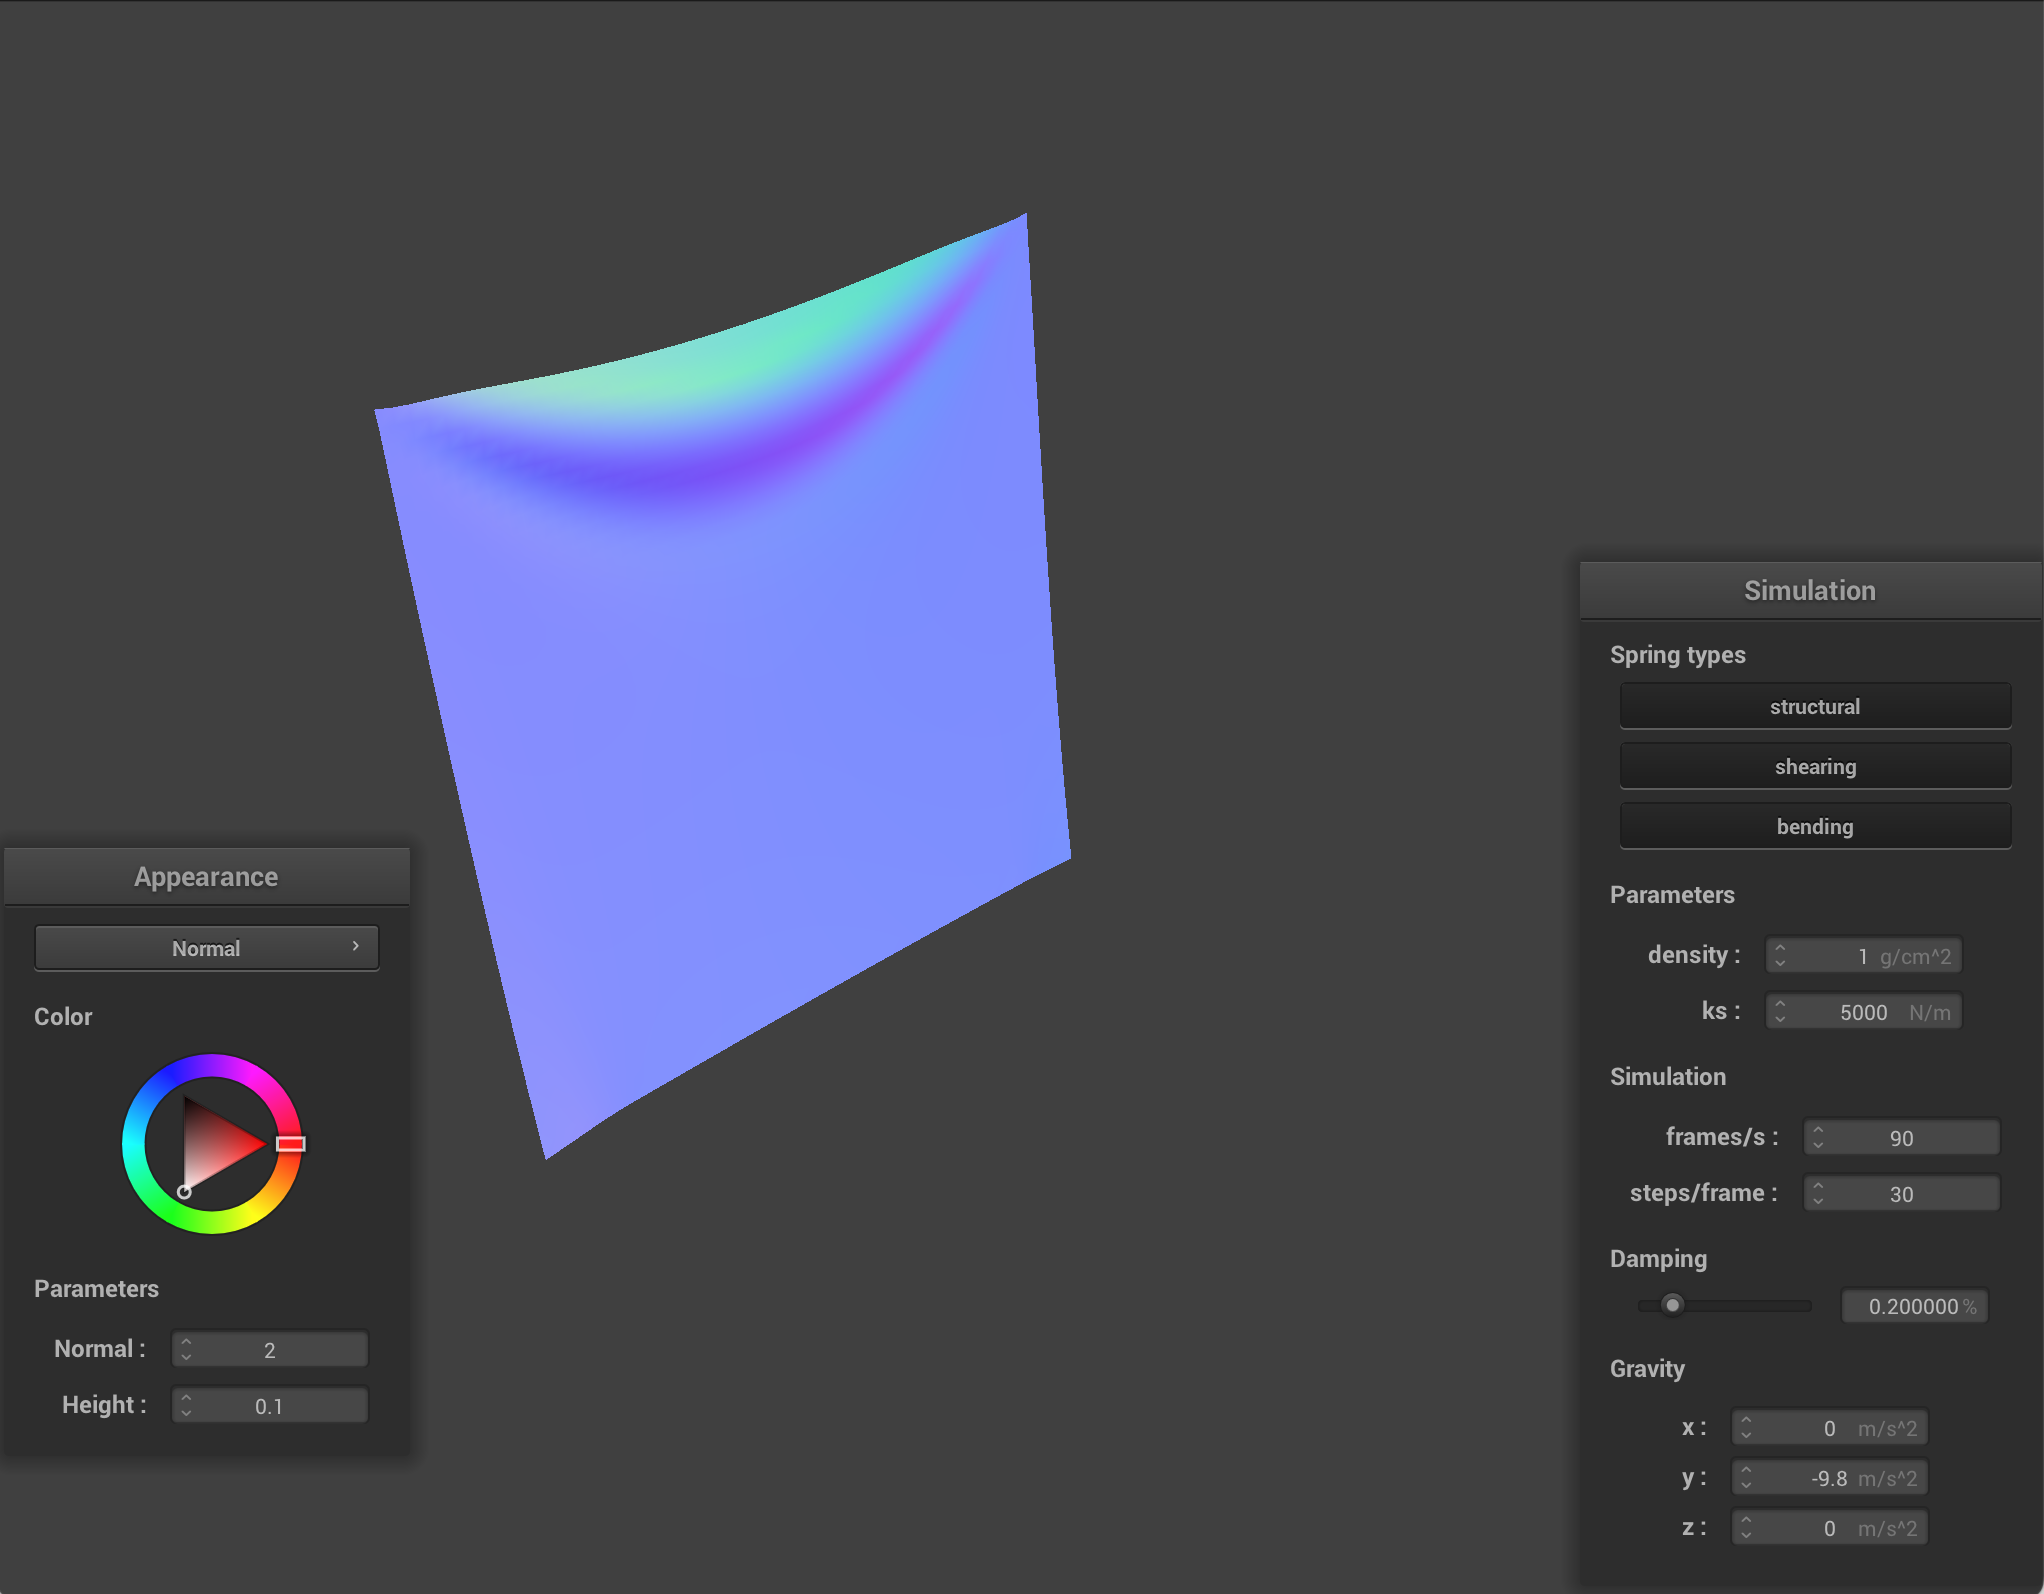 Appearance
Normal
Color
Parameters
Normal :
2
Height :
0.1
Simulation
Spring types
structural
shearing
bending
Parameters
density :
1 g/cm^2
ks :
5000 N/m
Simulation
frames/s :
90
steps/frame :
30
Damping
0.200000 %
Gravity
x :
0 m/s^2
y :
-9.8 m/s^2
z :
0 m/s^2